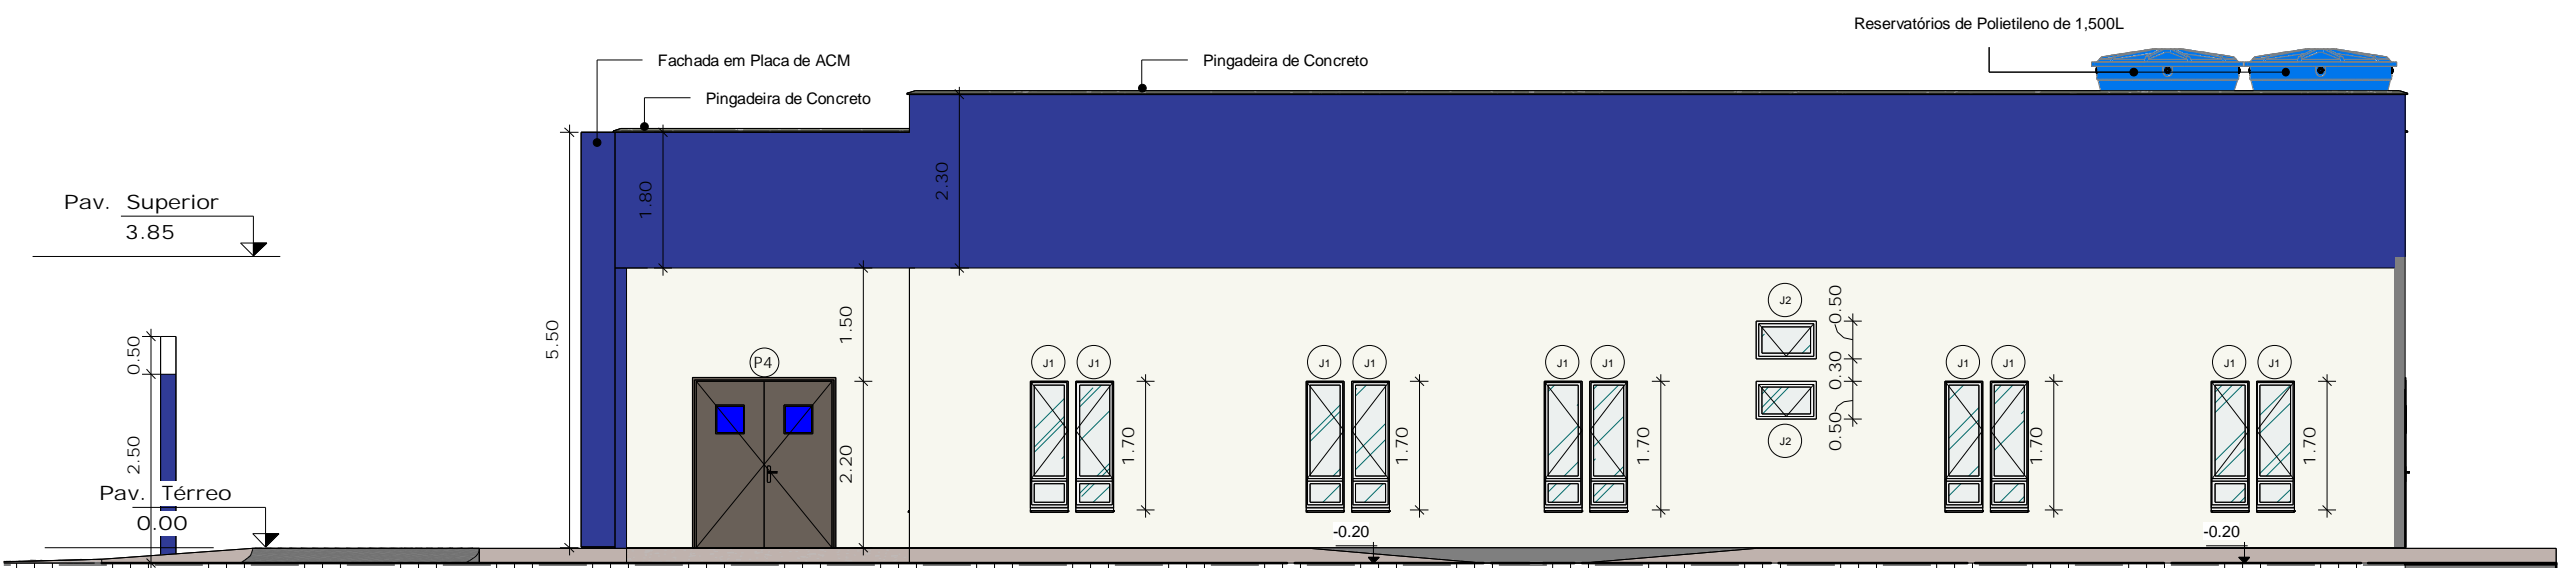 Reservatórios de Polietileno de 1,500L
Fachada em Placa de ACM
Pingadeira de Concreto
Pingadeira de Concreto
Pav. Superior
3.85
1.80
2.30
5.50
1.50
0.50
2.50
Pav. Térreo
0.00
P4
2.20
J1 J1
1.70
J1 J1
1.70
J1 J1
1.70
J2
0.50
0.30
0.50
J2
J1 J1
1.70
J1 J1
1.70
-0.20
-0.20